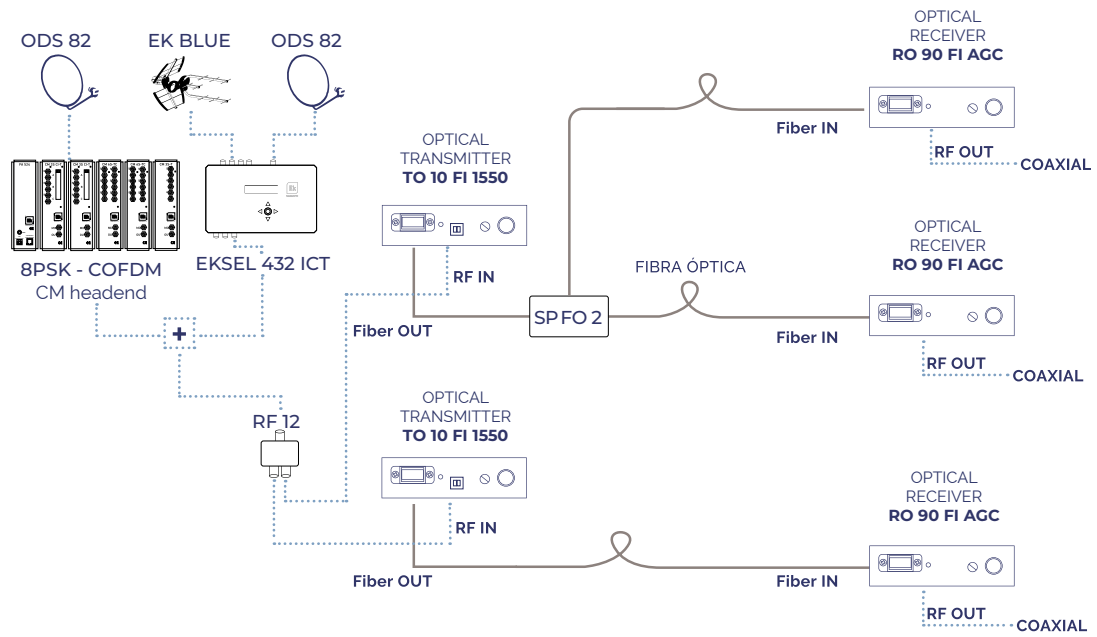 ODS 82
EK BLUE
ODS 82
8PSK - COFDM
CM headend
EKSEL 432 ICT
+
RF 12
OPTICAL
TRANSMITTER
TO 10 FI 1550
RF IN
Fiber OUT
SP FO 2
FIBRA ÓPTICA
OPTICAL
RECEIVER
RO 90 FI AGC
Fiber IN
RF OUT
COAXIAL
OPTICAL
RECEIVER
RO 90 FI AGC
Fiber IN
RF OUT
COAXIAL
OPTICAL
TRANSMITTER
TO 10 FI 1550
RF IN
Fiber OUT
OPTICAL
RECEIVER
RO 90 FI AGC
Fiber IN
RF OUT
COAXIAL